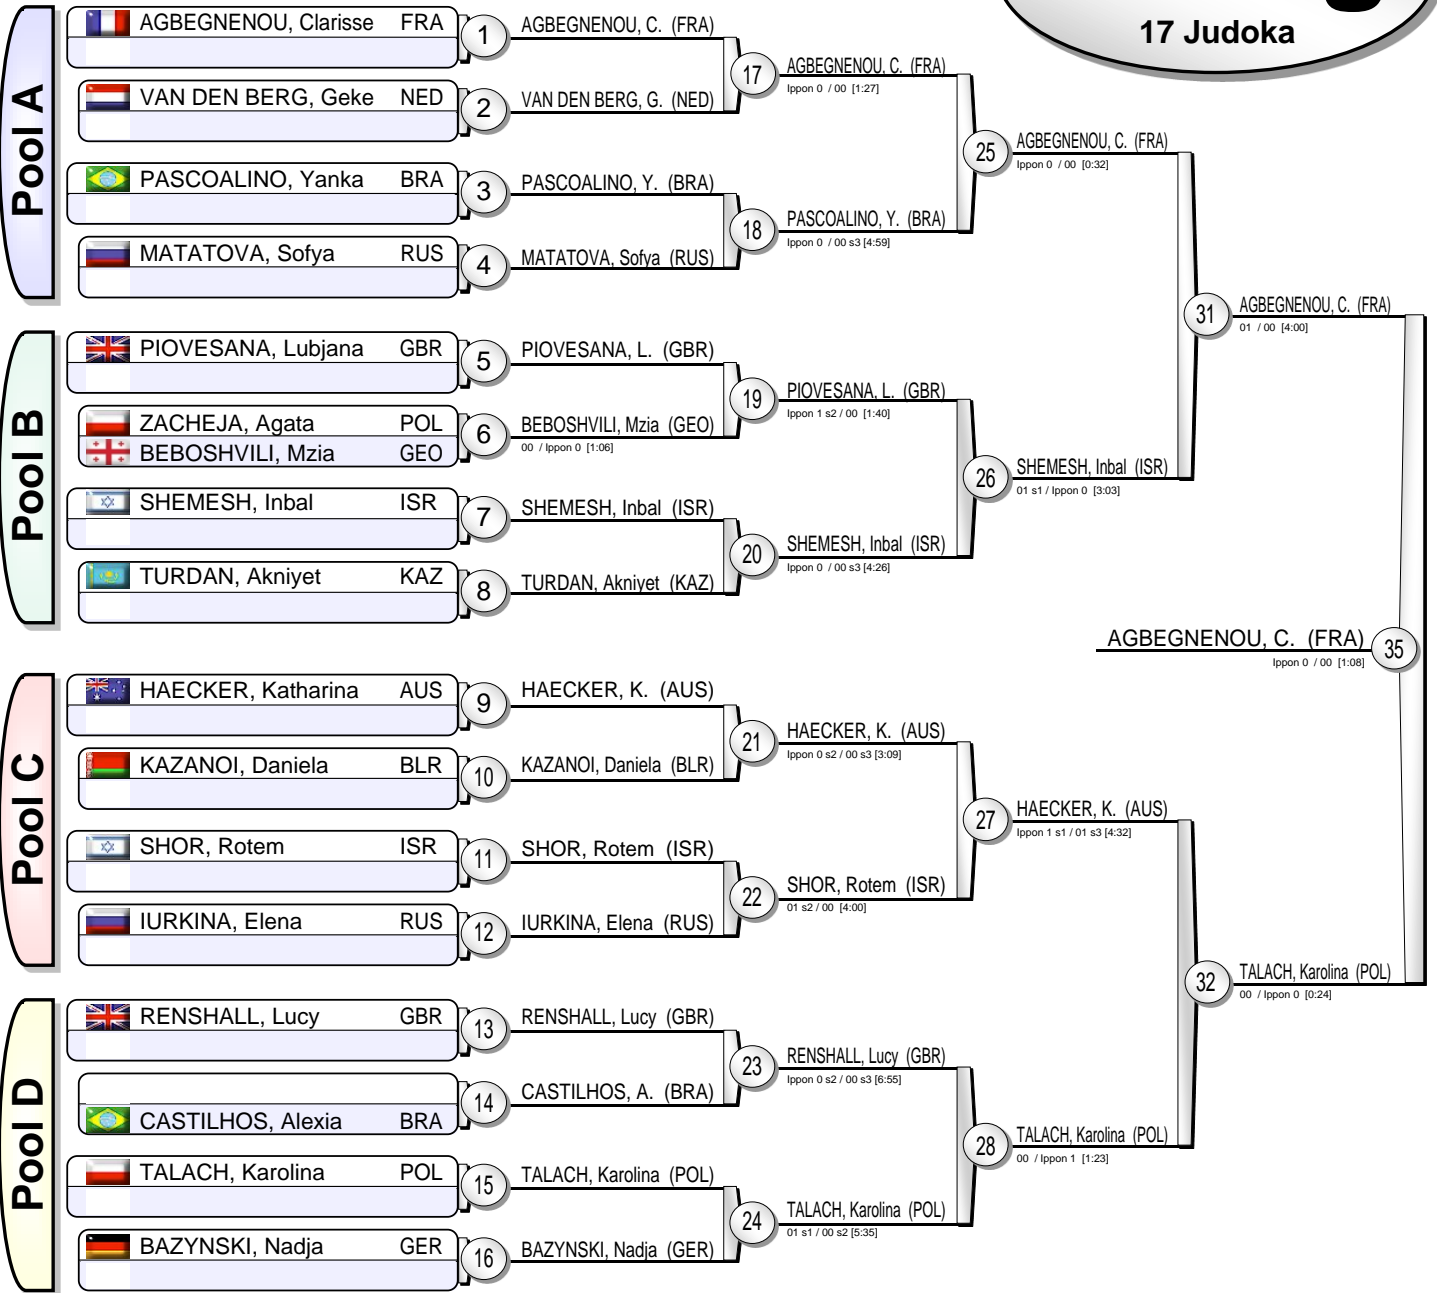 17 Judoka
Pool A
AGBEGNENOU, Clarisse FRA
1
VAN DEN BERG, Geke NED
2
PASCOALINO, Yanka BRA
3
MATATOVA, Sofya RUS
4
Pool B
PIOVESANA, Lubjana GBR
5
ZACHEJA, Agata POL
BEBOSHVILI, Mzia GEO
6
SHEMESH, Inbal ISR
7
TURDAN, Akniyet KAZ
8
Pool C
HAECKER, Katharina AUS
9
KAZANOI, Daniela BLR
10
SHOR, Rotem ISR
11
IURKINA, Elena RUS
12
Pool D
RENSHALL, Lucy GBR
13
CASTILHOS, Alexia BRA
14
TALACH, Karolina POL
15
BAZYNSKI, Nadja GER
16
AGBEGNENOU, C. (FRA)
VAN DEN BERG, G. (NED)
17
PASCOALINO, Y. (BRA)
MATATOVA, Sofya (RUS)
18
PIOVESANA, L. (GBR)
BEBOSHVILI, Mzia (GEO)
00 / Ippon 0 [1:06]
19
SHEMESH, Inbal (ISR)
TURDAN, Akniyet (KAZ)
20
HAECKER, K. (AUS)
KAZANOI, Daniela (BLR)
21
SHOR, Rotem (ISR)
IURKINA, Elena (RUS)
22
RENSHALL, Lucy (GBR)
CASTILHOS, A. (BRA)
23
TALACH, Karolina (POL)
BAZYNSKI, Nadja (GER)
24
AGBEGNENOU, C. (FRA)
Ippon 0 / 00 [1:27]
PASCOALINO, Y. (BRA)
Ippon 0 / 00 s3 [4:59]
25
PIOVESANA, L. (GBR)
Ippon 1 s2 / 00 [1:40]
SHEMESH, Inbal (ISR)
Ippon 0 / 00 s3 [4:26]
26
HAECKER, K. (AUS)
Ippon 0 s2 / 00 s3 [3:09]
SHOR, Rotem (ISR)
01 s2 / 00 [4:00]
27
RENSHALL, Lucy (GBR)
Ippon 0 s2 / 00 s3 [6:55]
TALACH, Karolina (POL)
01 s1 / 00 s2 [5:35]
28
AGBEGNENOU, C. (FRA)
Ippon 0 / 00 [0:32]
SHEMESH, Inbal (ISR)
01 s1 / Ippon 0 [3:03]
31
HAECKER, K. (AUS)
Ippon 1 s1 / 01 s3 [4:32]
TALACH, Karolina (POL)
00 / Ippon 1 [1:23]
32
AGBEGNENOU, C. (FRA)
01 / 00 [4:00]
TALACH, Karolina (POL)
00 / Ippon 0 [0:24]
AGBEGNENOU, C. (FRA)
Ippon 0 / 00 [1:08]
35